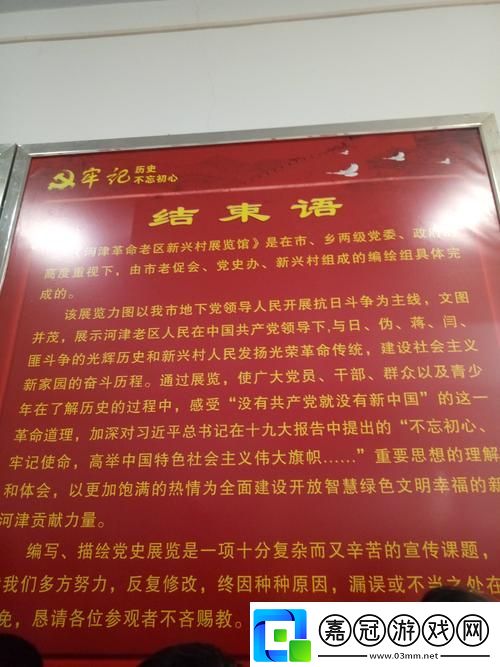 牢记
历史
不忘初心
结束语
《河津革命老区新兴村展览馆》是在市、乡两级党委、政府
高度重视下，由市老促会、党史办、新兴村组成的编绘组具体完
成的。
该展览力图以我市地下党领导人民开展抗日斗争为主线，文图
并茂，展示河津老区人民在中国共产党领导下，与日、伪、蒋、闫、
匪斗争的光辉历史和新兴村人民发扬光荣革命传统，建设社会主义
新家园的奋斗历程。通过展览，使广大党员、干部、群众以及青少
年在了解历史的过程中，感受“没有共产党就没有新中国”的这一
革命道理，加深对习近平总书记在十九大报告中提出的“不忘初心、
牢记使命，高举中国特色社会主义伟大旗帜……”重要思想的理解
和体会，以更加饱满的热情为全面建设开放智慧绿色文明幸福的新
河津贡献力量。
编写、描绘党史展览是一项十分复杂而又辛苦的宣传课题，
我们多方努力，反复修改，终因种种原因，漏误或不当之处在
免，恳请各位参观者不吝赐教。
嘉冠游戏网
www.03mm.net